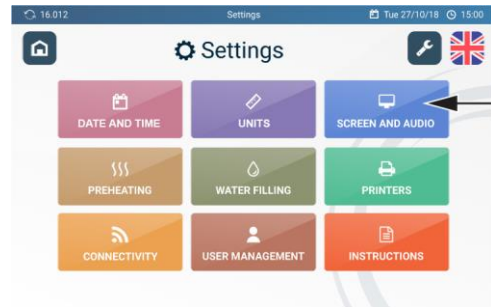 16.012 Settings Tue 27/10/18 15:00
Settings
DATE AND TIME UNITS SCREEN AND AUDIO
PREHEATING WATER FILLING PRINTERS
CONNECTIVITY USER MANAGEMENT INSTRUCTIONS